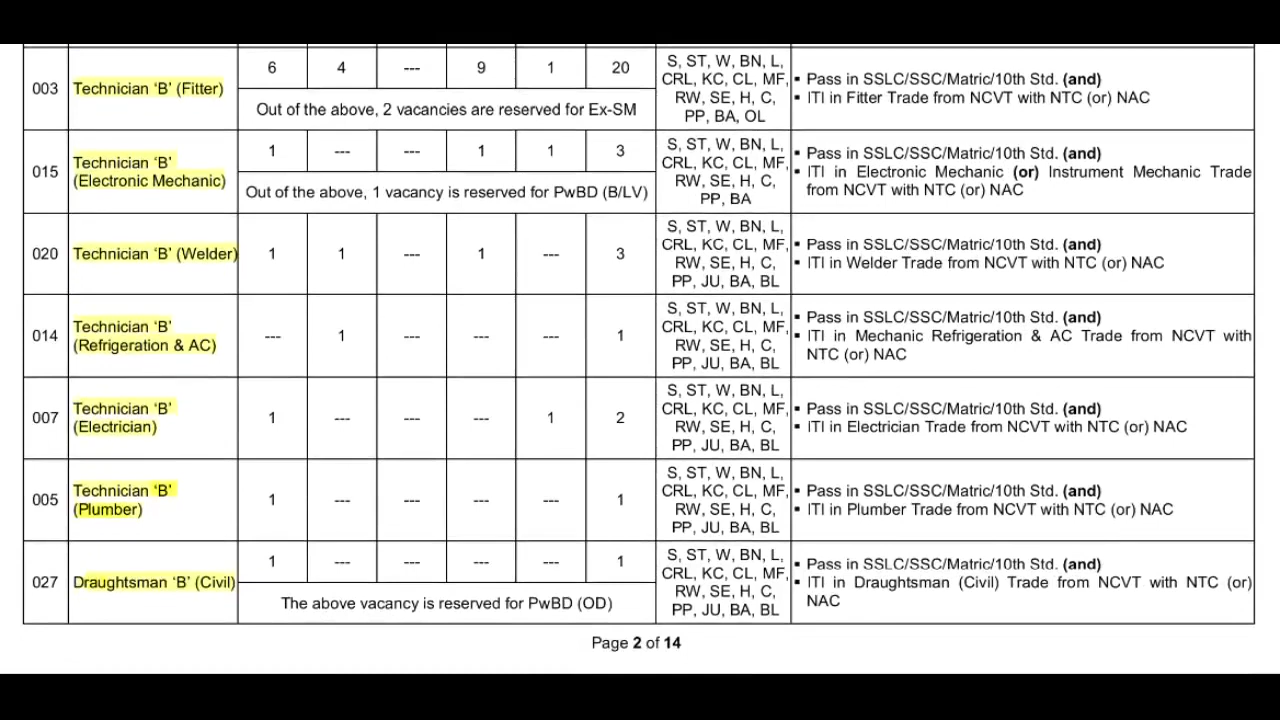 003
Technician 'B' (Fitter)
6 4 --- 9 1 20
Out of the above, 2 vacancies are reserved for Ex-SM
S, ST, W, BN, L,
CRL, KC, CL, MF,
RW, SE, H, C,
PP, BA, OL
▪ Pass in SSLC/SSC/Matric/10th Std. (and)
▪ ITI in Fitter Trade from NCVT with NTC (or) NAC
015
Technician 'B'
(Electronic Mechanic)
1 --- --- 1 1 3
Out of the above, 1 vacancy is reserved for PwBD (B/LV)
S, ST, W, BN, L,
CRL, KC, CL, MF,
RW, SE, H, C,
PP, BA
▪ Pass in SSLC/SSC/Matric/10th Std. (and)
▪ ITI in Electronic Mechanic (or) Instrument Mechanic Trade
from NCVT with NTC (or) NAC
020
Technician 'B' (Welder)
1 1 --- 1 --- 3
S, ST, W, BN, L,
CRL, KC, CL, MF,
RW, SE, H, C,
PP, JU, BA, BL
▪ Pass in SSLC/SSC/Matric/10th Std. (and)
▪ ITI in Welder Trade from NCVT with NTC (or) NAC
014
Technician 'B'
(Refrigeration & AC)
--- 1 --- --- --- 1
S, ST, W, BN, L,
CRL, KC, CL, MF,
RW, SE, H, C,
PP, JU, BA, BL
▪ Pass in SSLC/SSC/Matric/10th Std. (and)
▪ ITI in Mechanic Refrigeration & AC Trade from NCVT with
NTC (or) NAC
007
Technician 'B'
(Electrician)
1 --- --- --- 1 2
S, ST, W, BN, L,
CRL, KC, CL, MF,
RW, SE, H, C,
PP, JU, BA, BL
▪ Pass in SSLC/SSC/Matric/10th Std. (and)
▪ ITI in Electrician Trade from NCVT with NTC (or) NAC
005
Technician 'B'
(Plumber)
1 --- --- --- --- 1
S, ST, W, BN, L,
CRL, KC, CL, MF,
RW, SE, H, C,
PP, JU, BA, BL
▪ Pass in SSLC/SSC/Matric/10th Std. (and)
▪ ITI in Plumber Trade from NCVT with NTC (or) NAC
027
Draughtsman 'B' (Civil)
1 --- --- --- --- 1
The above vacancy is reserved for PwBD (OD)
S, ST, W, BN, L,
CRL, KC, CL, MF,
RW, SE, H, C,
PP, JU, BA, BL
▪ Pass in SSLC/SSC/Matric/10th Std. (and)
▪ ITI in Draughtsman (Civil) Trade from NCVT with NTC (or)
NAC
Page 2 of 14